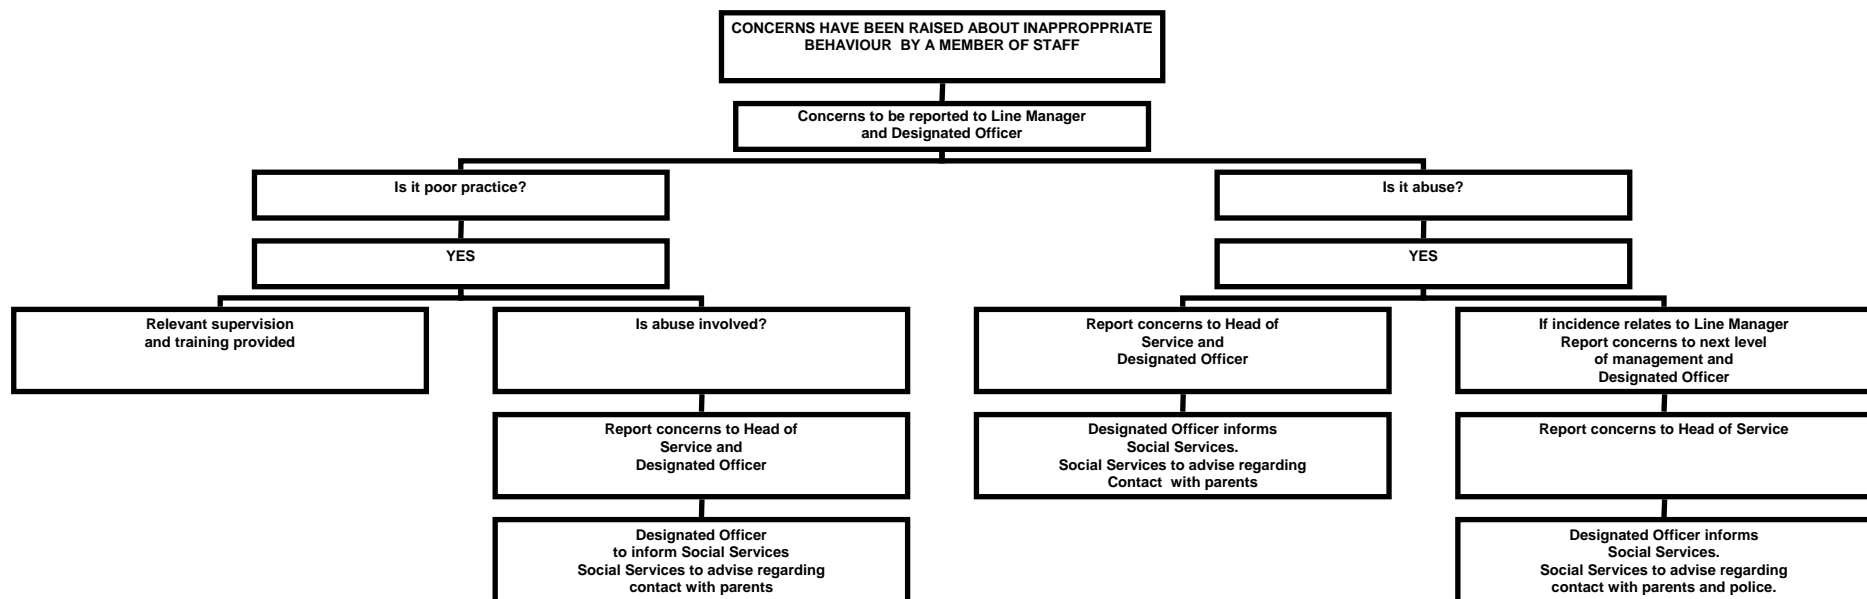 CONCERNS HAVE BEEN RAISED ABOUT INAPPROPPRIATE
BEHAVIOUR BY A MEMBER OF STAFF
Concerns to be reported to Line Manager
and Designated Officer
Is it poor practice?
Is it abuse?
YES
YES
Relevant supervision
and training provided
Is abuse involved?
Report concerns to Head of
Service and
Designated Officer
If incidence relates to Line Manager
Report concerns to next level
of management and
Designated Officer
Report concerns to Head of
Service and
Designated Officer
Designated Officer informs
Social Services.
Social Services to advise regarding
Contact with parents
Report concerns to Head of Service
Designated Officer
to inform Social Services
Social Services to advise regarding
contact with parents
Designated Officer informs
Social Services.
Social Services to advise regarding
contact with parents and police.